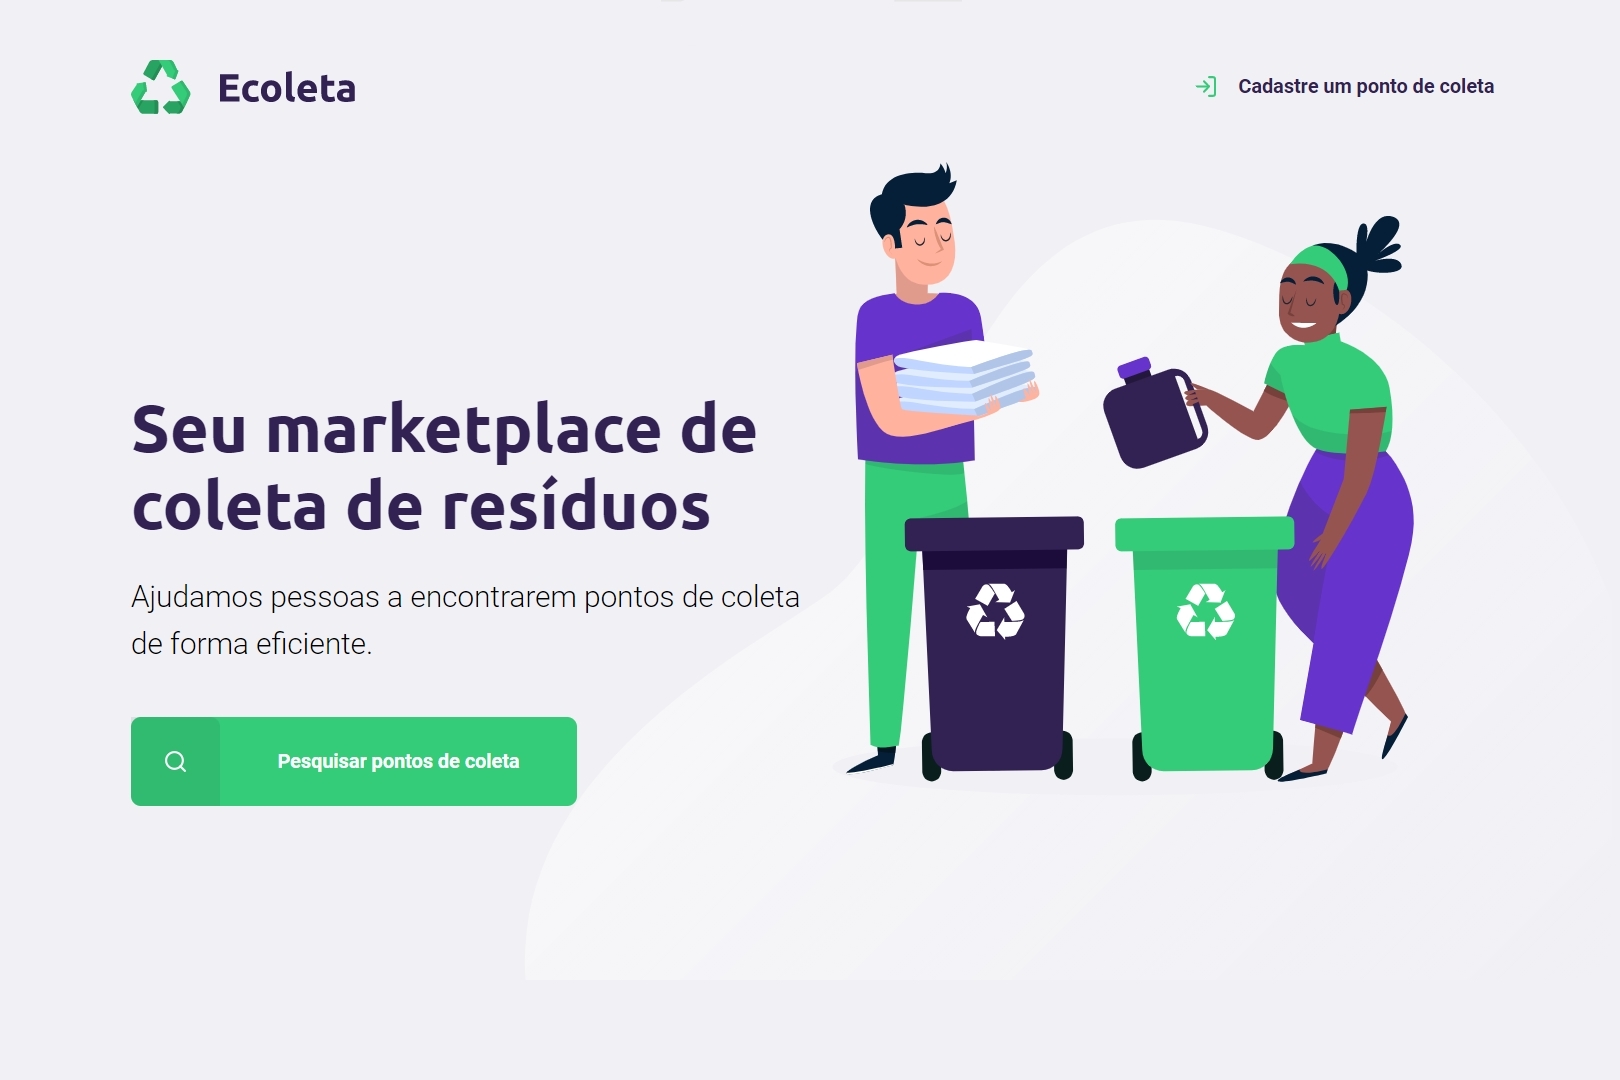 Ecoleta
Cadastre um ponto de coleta
Seu marketplace de
coleta de resíduos
Ajudamos pessoas a encontrarem pontos de coleta
de forma eficiente.
Pesquisar pontos de coleta